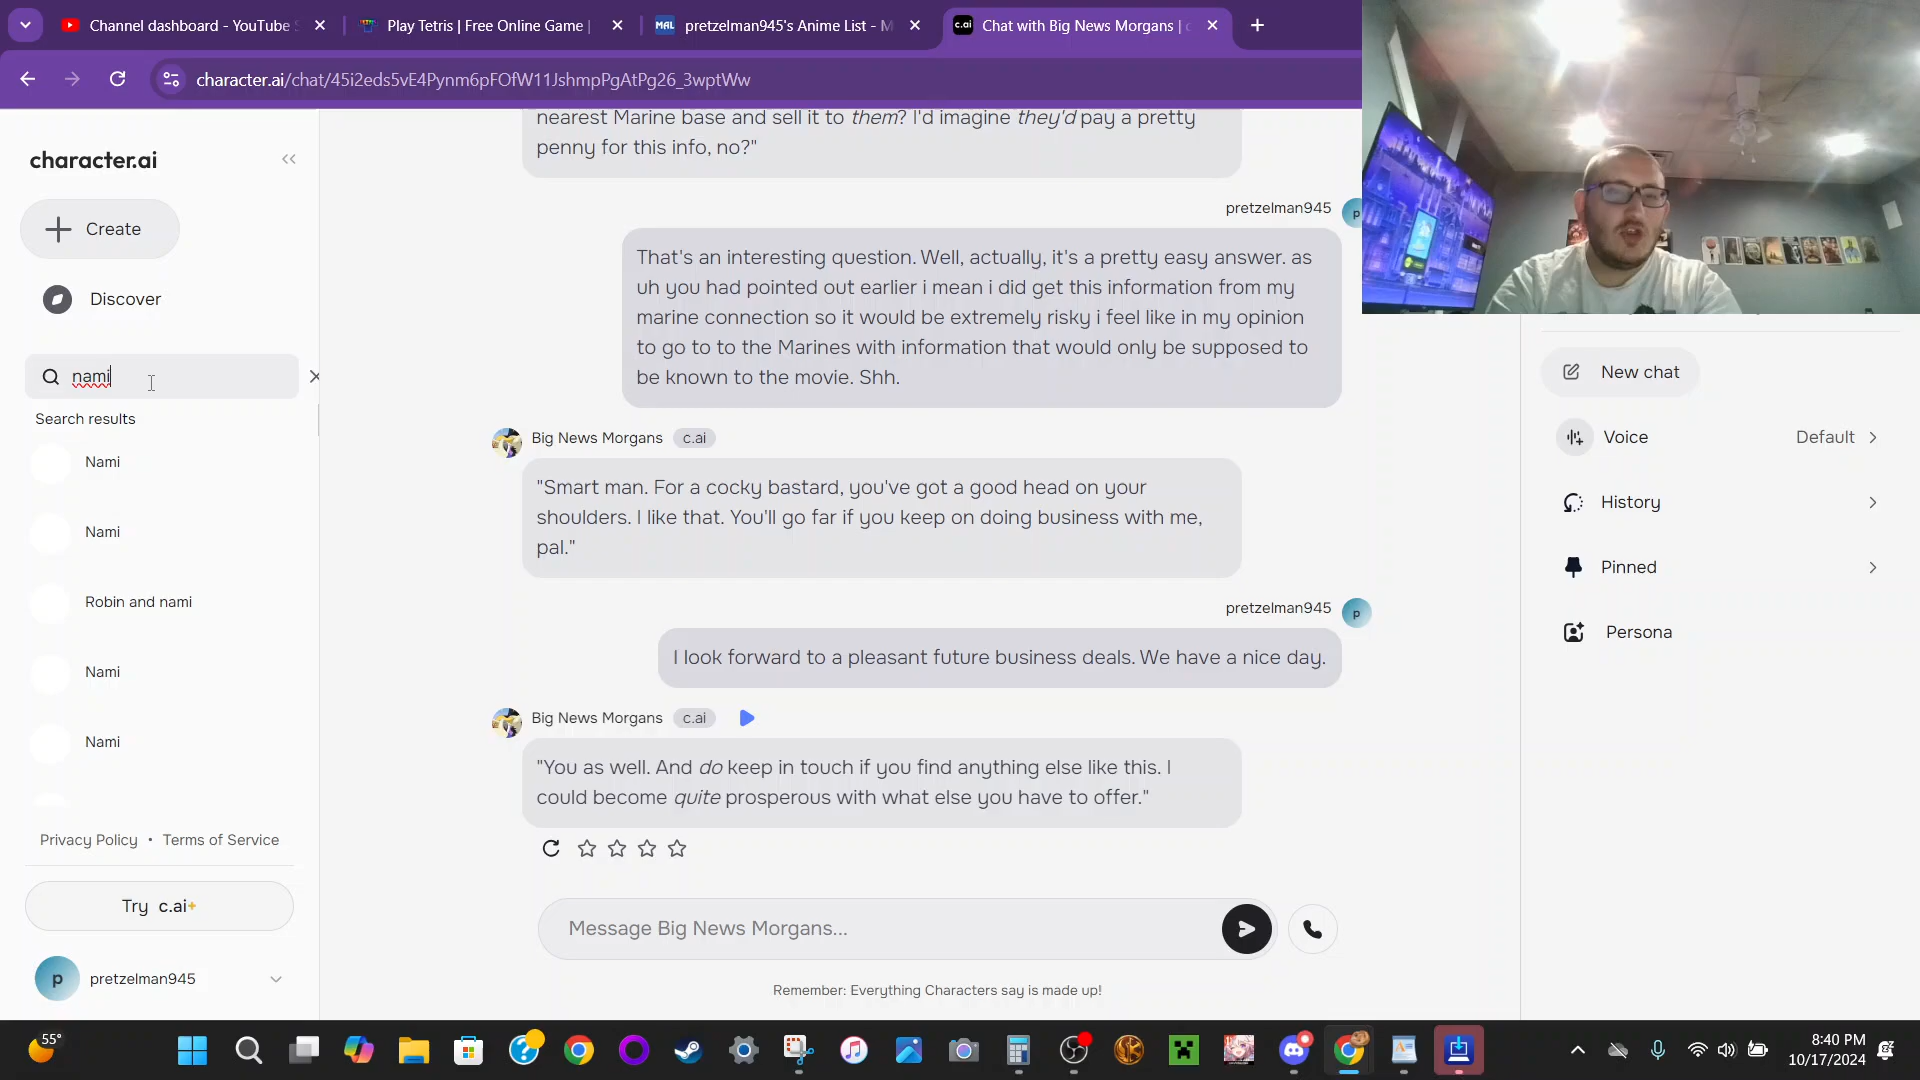 Channel dashboard - YouTube S
Play Tetris | Free Online Game |
MAL
pretzelman945's Anime List - M
c.ai
Chat with Big News Morgans | c
character.ai/chat/45i2eds5vE4Pynm6pFOfW11JshmpPgAtPg26_3wptWw
character.ai
Create
Discover
nami
Search results
Nami
Nami
Robin and nami
Nami
Nami
Privacy Policy • Terms of Service
Try c.ai+
p
pretzelman945
nearest Marine base and sell it to them? I'd imagine they'd pay a pretty
penny for this info, no?"
pretzelman945
p
That's an interesting question. Well, actually, it's a pretty easy answer. as
uh you had pointed out earlier i mean i did get this information from my
marine connection so it would be extremely risky i feel like in my opinion
to go to to the Marines with information that would only be supposed to
be known to the movie. Shh.
Big News Morgans c.ai
"Smart man. For a cocky bastard, you've got a good head on your
shoulders. I like that. You'll go far if you keep on doing business with me,
pal."
pretzelman945
p
I look forward to a pleasant future business deals. We have a nice day.
Big News Morgans c.ai
"You as well. And do keep in touch if you find anything else like this. I
could become quite prosperous with what else you have to offer."
Message Big News Morgans...
Remember: Everything Characters say is made up!
New chat
Voice Default
History
Pinned
Persona
55°
8:40 PM
10/17/2024